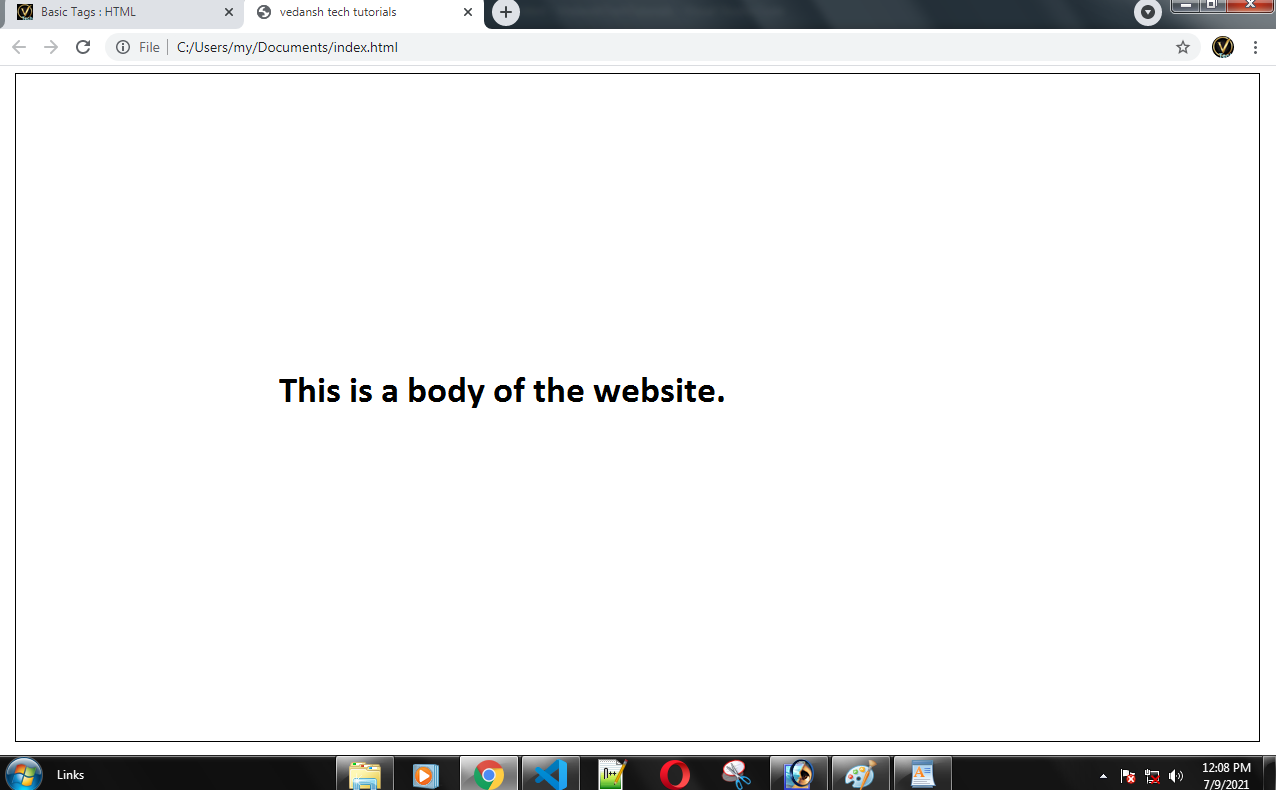 Basic Tags : HTML
vedansh tech tutorials
File
C:/Users/my/Documents/index.html
This is a body of the website.
Links
12:08 PM
7/9/2021